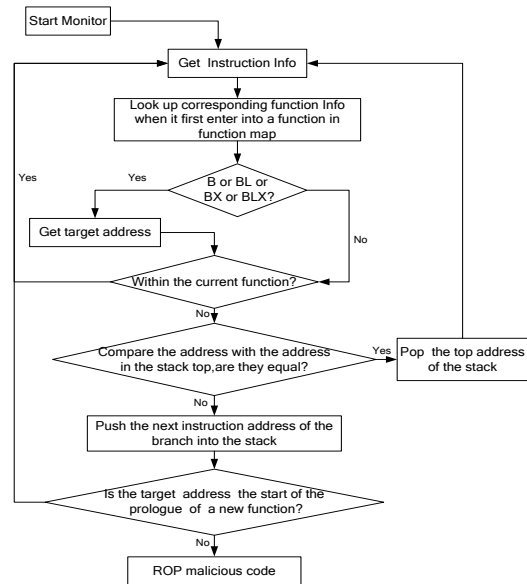 Start Monitor
Get Instruction Info
Look up corresponding function Info
when it first enter into a function in
function map
Yes
Yes
B or BL or
BX or BLX?
Get target address
No
Within the current function?
No
Compare the address with the address
in the stack top,are they equal?
Yes
Pop the top address
of the stack
No
Push the next instruction address of the
branch into the stack
Is the target address the start of the
prologue of a new function?
No
ROP malicious code